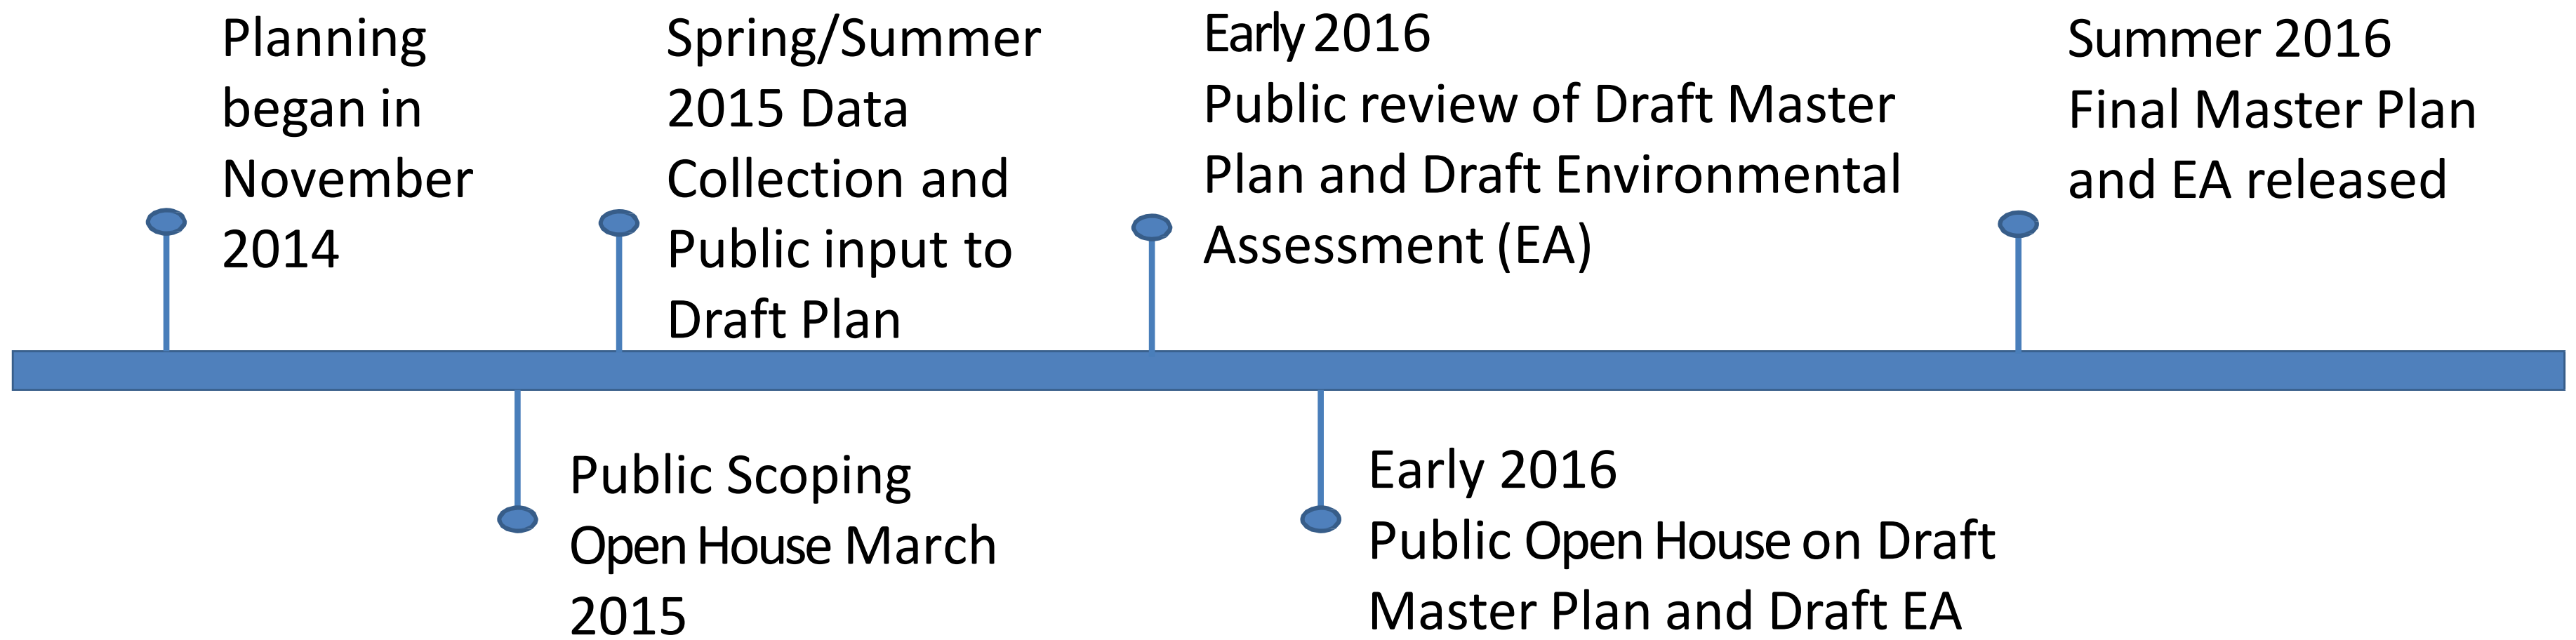 Planning
began in
November
2014
Public Scoping
Open House March
2015
Spring/Summer
2015 Data
Collection and
Public input to
Draft Plan
Early 2016
Public review of Draft Master
Plan and Draft Environmental
Assessment (EA)
Early 2016
Public Open House on Draft
Master Plan and Draft EA
Summer 2016
Final Master Plan
and EA released